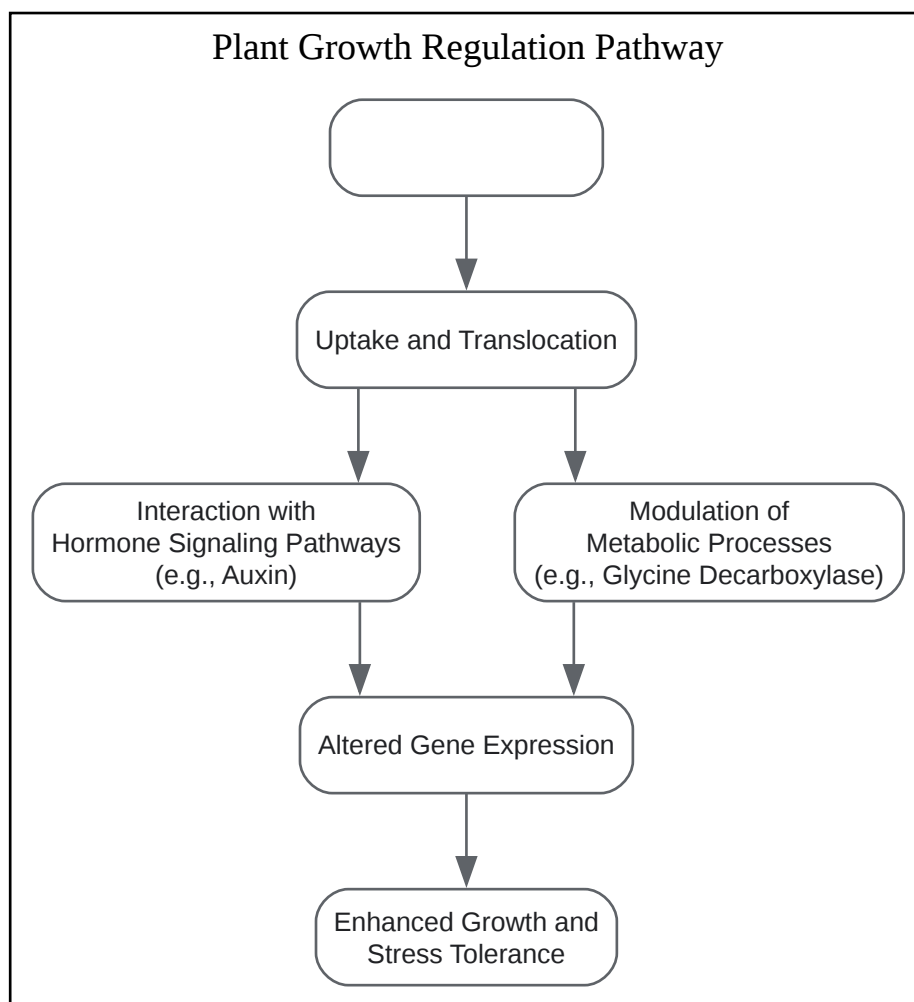 Plant Growth Regulation Pathway
Uptake and Translocation
Interaction with
Hormone Signaling Pathways
(e.g., Auxin)
Modulation of
Metabolic Processes
(e.g., Glycine Decarboxylase)
Altered Gene Expression
Enhanced Growth and
Stress Tolerance